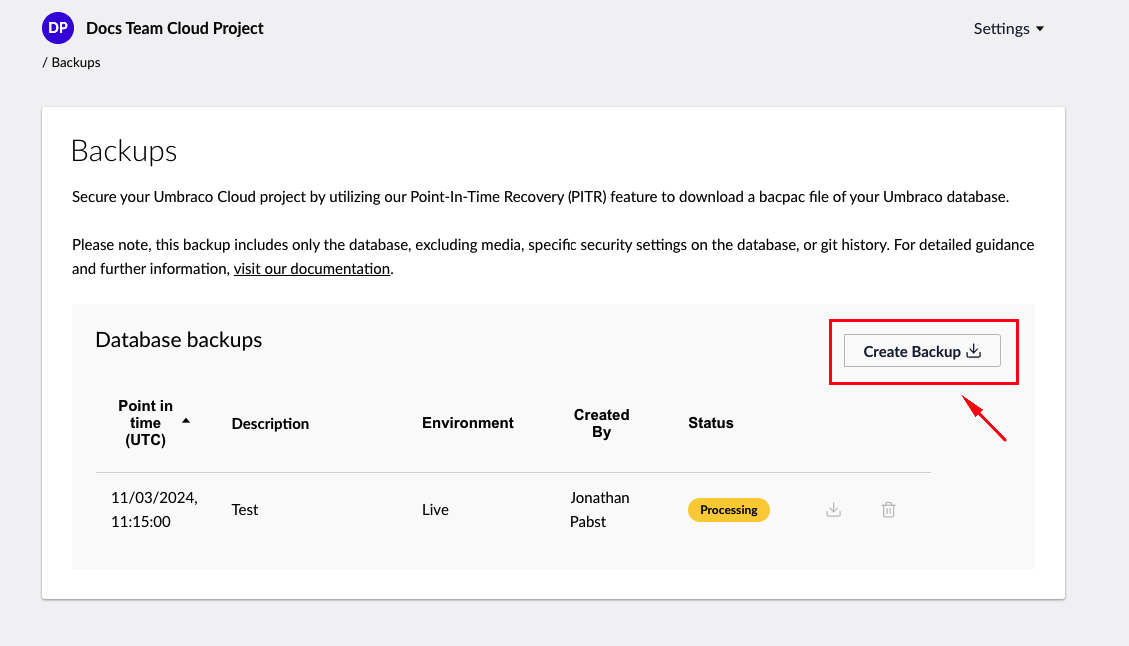 DP Docs Team Cloud Project Settings
/ Backups
Backups
Secure your Umbraco Cloud project by utilizing our Point-In-Time Recovery (PITR) feature to download a bacpac file of your Umbraco database.
Please note, this backup includes only the database, excluding media, specific security settings on the database, or git history. For detailed guidance
and further information, visit our documentation.
Database backups
Create Backup
Point in
time
(UTC)
Description
Environment
Created
By
Status
11/03/2024,
11:15:00
Test
Live
Jonathan
Pabst
Processing